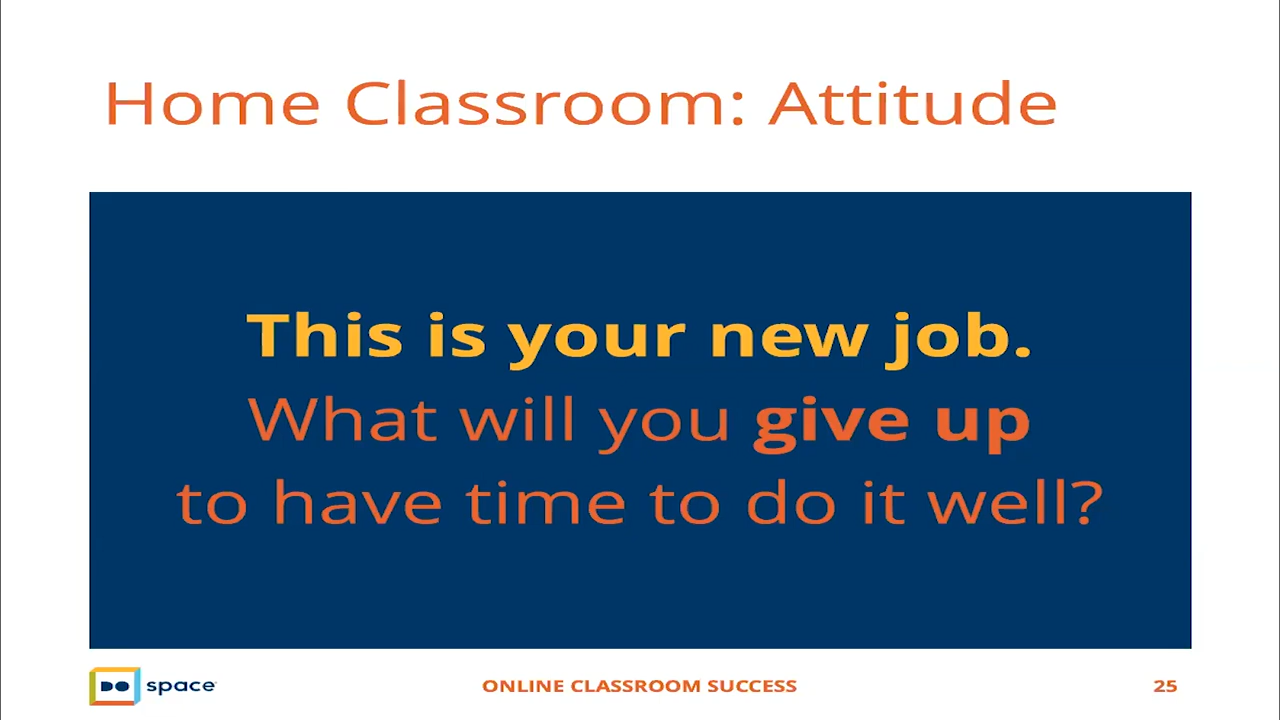 Home Classroom: Attitude
This is your new job.
What will you give up
to have time to do it well?
DO space
ONLINE CLASSROOM SUCCESS
25